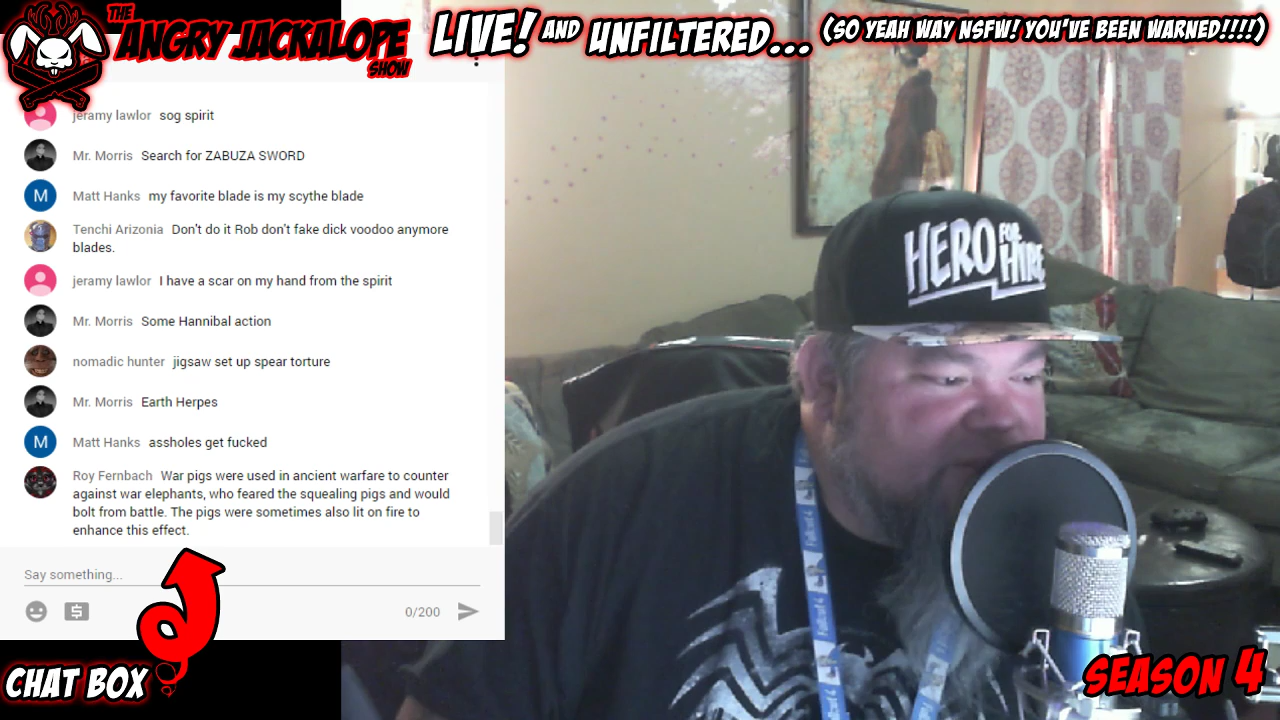 THE
ANGRY JACKALOPE
SHOW
LIVE! AND UNFILTERED... (SO YEAH WAY NSFW! YOU'VE BEEN WARNED!!!!)
jeramy lawlor sog spirit
Mr. Morris Search for ZABUZA SWORD
M Matt Hanks my favorite blade is my scythe blade
Tenchi Arizonia Don't do it Rob don't fake dick voodoo anymore
blades.
jeramy lawlor I have a scar on my hand from the spirit
Mr. Morris Some Hannibal action
nomadic hunter jigsaw set up spear torture
Mr. Morris Earth Herpes
M Matt Hanks assholes get fucked
Roy Fernbach War pigs were used in ancient warfare to counter
against war elephants, who feared the squealing pigs and would
bolt from battle. The pigs were sometimes also lit on fire to
enhance this effect.
Say something...
0/200
CHAT BOX
HERO FOR
HIRE
Fallout 4
SEASON 4